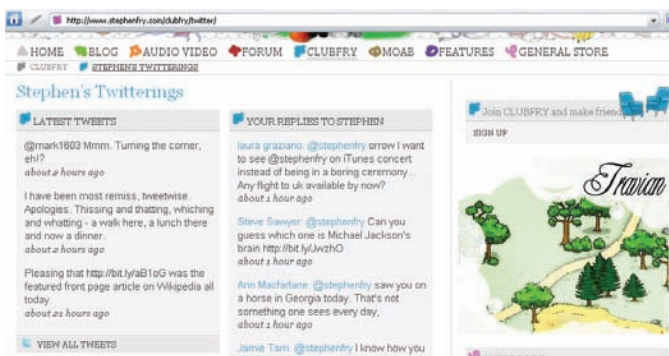 http://www.stephenfry.com/clubfry/twitter/
HOME BLOG AUDIO VIDEO FORUM CLUBFRY MOAB FEATURES GENERAL STORE
CLUBFRY STEPHEN'S TWITTERINGS
Stephen's Twitterings
LATEST TWEETS
@mark1603 Mmm. Turning the corner,
eh!?
about 2 hours ago
I have been most remiss, tweetwise.
Apologies. Thissing and thatting, whiching
and whatting - a walk here, a lunch there
and now a dinner.
about 2 hours ago
Pleasing that http://bit.ly/aB1oG was the
featured front page article on Wikipedia all
today.
about 21 hours ago
VIEW ALL TWEETS
YOUR REPLIES TO STEPHEN
laura graziano: @stephenfry orrow I want
to see @stephenfry on iTunes concert
instead of being in a boring ceremony...
Any flight to uk available by now?
about 1 hour ago
Steve Sawyer: @stephenfry Can you
guess which one is Michael Jackson's
brain http://bit.ly/JwzhO
about 1 hour ago
Ann Macfarlane: @stephenfry saw you on
a horse in Georgia today. That's not
something one sees every day,
about 1 hour ago
Jamie Tarn: @stephenfry I know how you
Join CLUBFRY and make friend
SIGN UP
Travian